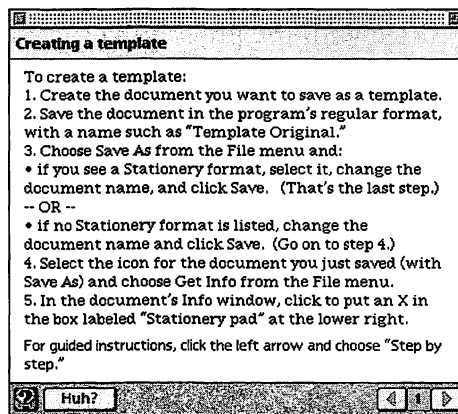 Creating a template
To create a template:
1. Create the document you want to save as a template.
2. Save the document in the program's regular format,
with a name such as "Template Original."
3. Choose Save As from the File menu and:
• if you see a Stationery format, select it, change the
document name, and click Save. (That's the last step.)
-- OR --
• if no Stationery format is listed, change the
document name and click Save. (Go on to step 4.)
4. Select the icon for the document you just saved (with
Save As) and choose Get Info from the File menu.
5. In the document's Info window, click to put an X in
the box labeled "Stationery pad" at the lower right.
For guided instructions, click the left arrow and choose "Step by
step."
? Huh? 1